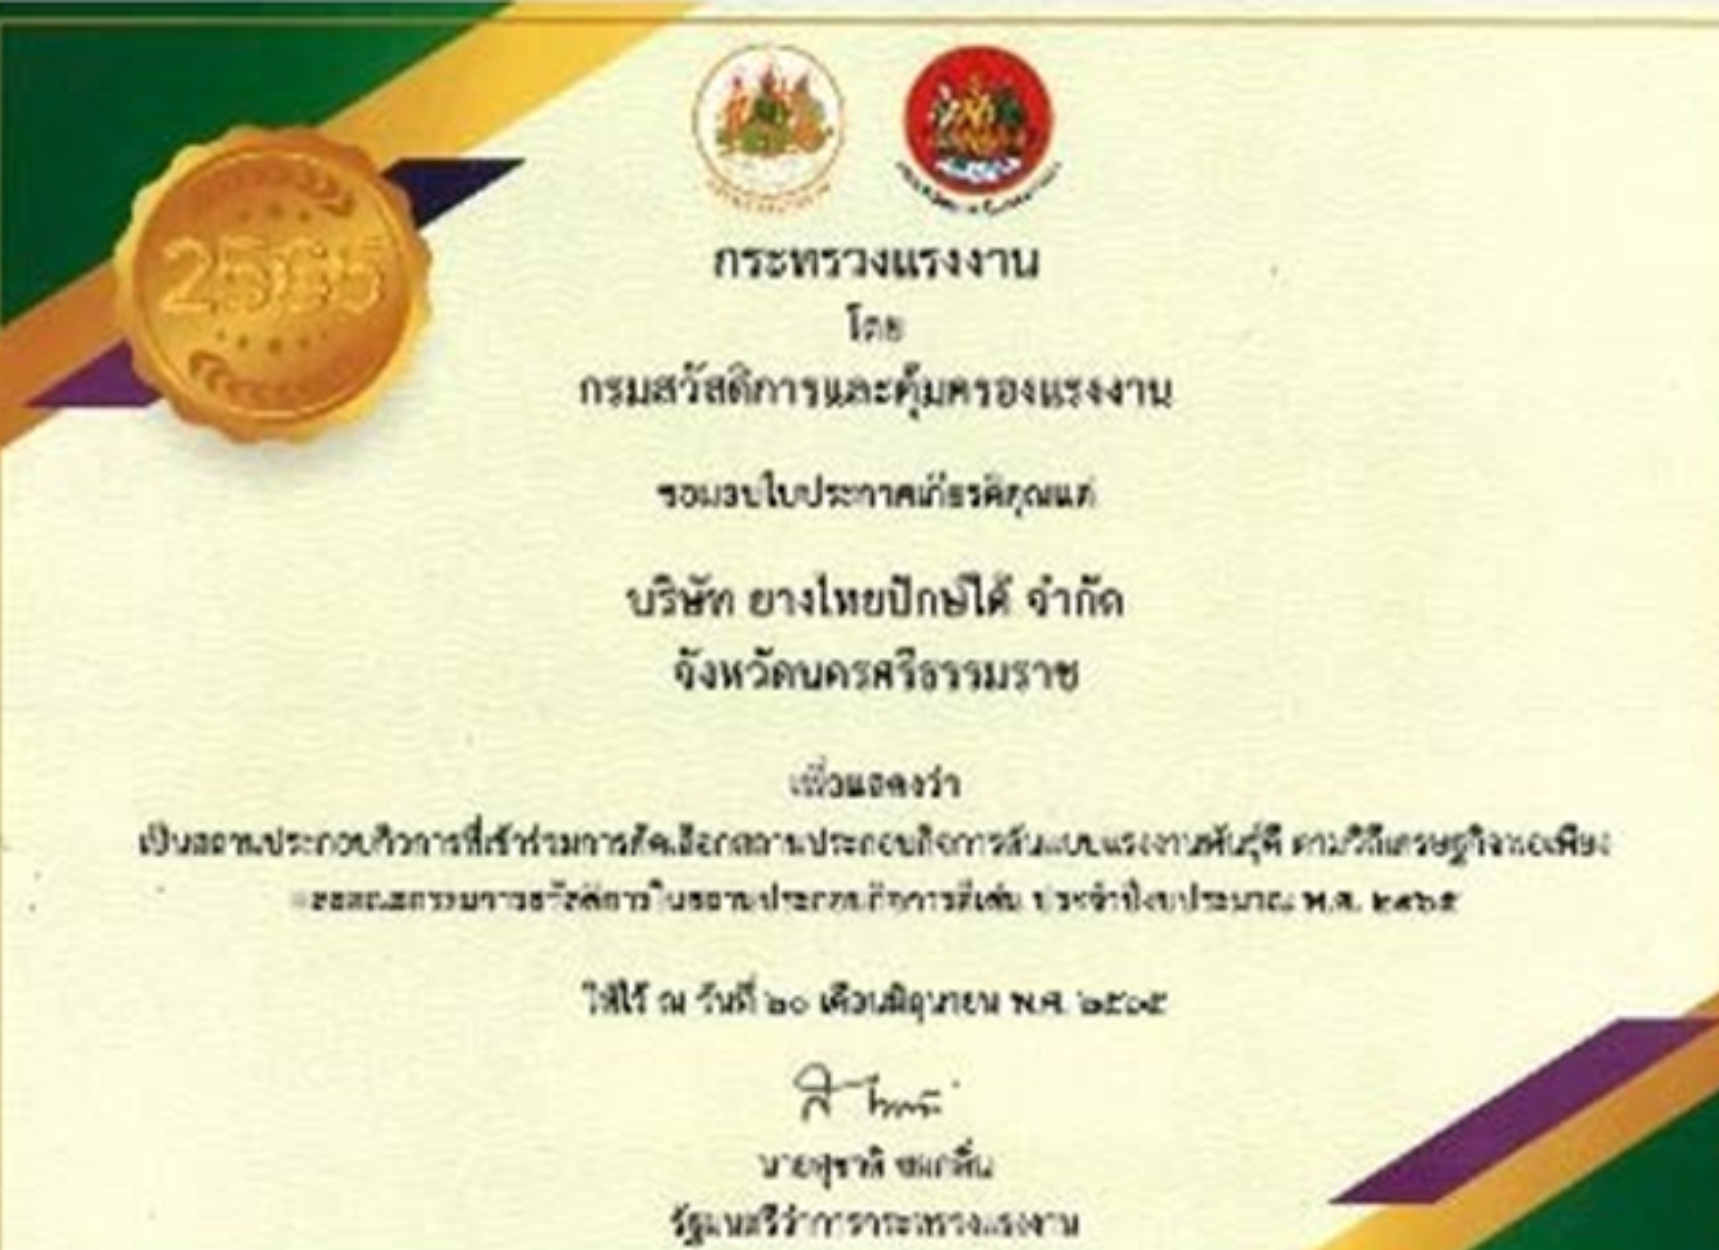 2565
กระทรวงแรงงาน
โดย
กรมสวัสดิการและคุ้มครองแรงงาน
ขอมอบใบประกาศเกียรติคุณแก่
บริษัท ยางไทยปักษ์ใต้ จำกัด
จังหวัดนครศรีธรรมราช
เพื่อแสดงว่า
เป็นสถานประกอบกิจการที่เข้าร่วมการคัดเลือกสถานประกอบกิจการต้นแบบแรงงานพันธุ์ดี ตามวิถีเศรษฐกิจพอเพียง
และคณะกรรมการสวัสดิการในสถานประกอบกิจการดีเด่น ประจำปีงบประมาณ พ.ศ. ๒๕๖๕
ให้ไว้ ณ วันที่ ๒๐ เดือนมิถุนายน พ.ศ. ๒๕๖๕
นายสุชาติ ชมกลิ่น
รัฐมนตรีว่าการกระทรวงแรงงาน